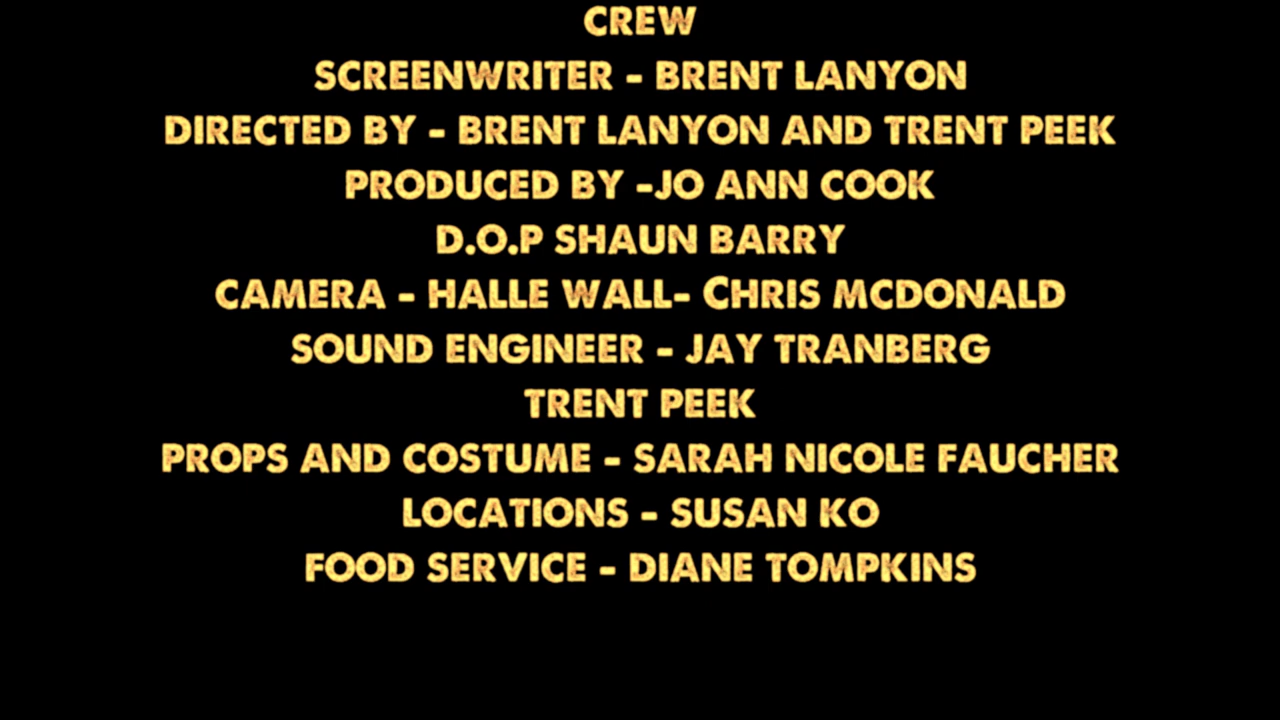 CREW
SCREENWRITER - BRENT LANYON
DIRECTED BY - BRENT LANYON AND TRENT PEEK
PRODUCED BY -JO ANN COOK
D.O.P SHAUN BARRY
CAMERA - HALLE WALL- CHRIS MCDONALD
SOUND ENGINEER - JAY TRANBERG
TRENT PEEK
PROPS AND COSTUME - SARAH NICOLE FAUCHER
LOCATIONS - SUSAN KO
FOOD SERVICE - DIANE TOMPKINS